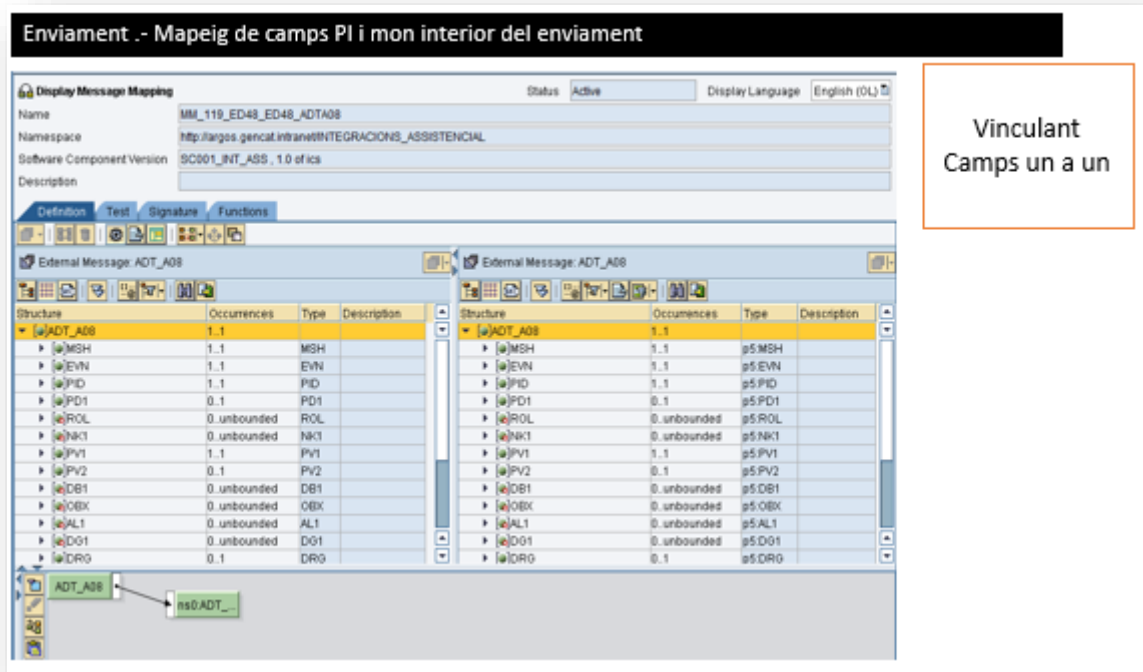 Enviament .- Mapeig de camps PI i mon interior del enviament
Vinculant
Camps un a un
Display Message Mapping Status Active Display Language English (OL)
Name MM_119_ED48_ED48_ADTA08
Namespace http://argos.gencat.intranet/INTEGRACIONS_ASSISTENCIAL
Software Component Version SC001_INT_ASS , 1.0 of ics
Description
Definition Test Signature Functions
External Message: ADT_A08 External Message: ADT_A08
Structure Occurrences Type Description Structure Occurrences Type Description
ADT_A08 1..1 ADT_A08 1..1
MSH 1..1 MSH MSH 1..1 p5:MSH
EVN 1..1 EVN EVN 1..1 p5:EVN
PID 1..1 PID PID 1..1 p5:PID
PD1 0..1 PD1 PD1 0..1 p5:PD1
ROL 0..unbounded ROL ROL 0..unbounded p5:ROL
NK1 0..unbounded NK1 NK1 0..unbounded p5:NK1
PV1 1..1 PV1 PV1 1..1 p5:PV1
PV2 0..1 PV2 PV2 0..1 p5:PV2
DB1 0..unbounded DB1 DB1 0..unbounded p5:DB1
OBX 0..unbounded OBX OBX 0..unbounded p5:OBX
AL1 0..unbounded AL1 AL1 0..unbounded p5:AL1
DG1 0..unbounded DG1 DG1 0..unbounded p5:DG1
DRG 0..1 DRG DRG 0..1 p5:DRG
ADT_A08
ns0:ADT_...